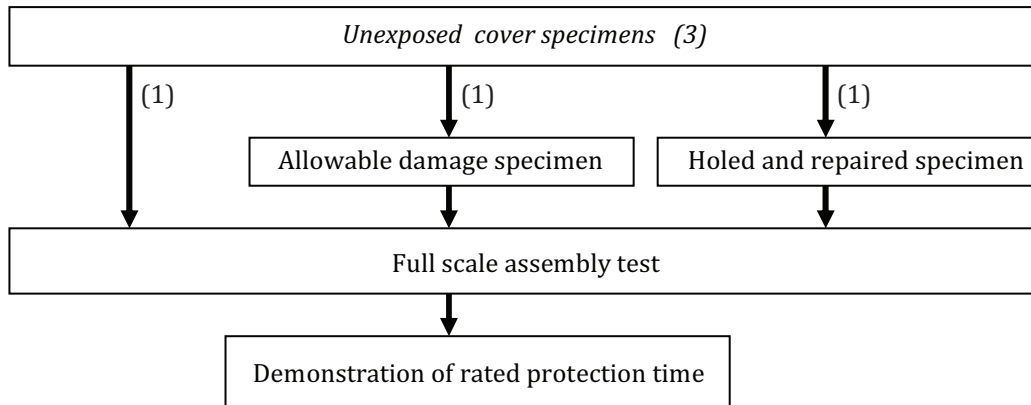 Unexposed cover specimens (3)
(1)
(1)
(1)
Allowable damage specimen
Holed and repaired specimen
Full scale assembly test
Demonstration of rated protection time